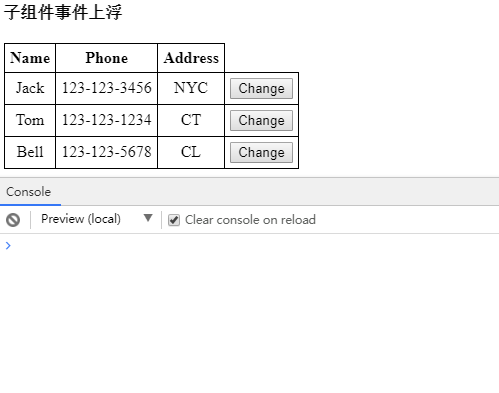 子组件事件上浮
Name Phone Address
Jack 123-123-3456 NYC Change
Tom 123-123-1234 CT Change
Bell 123-123-5678 CL Change
Console
Preview (local) Clear console on reload